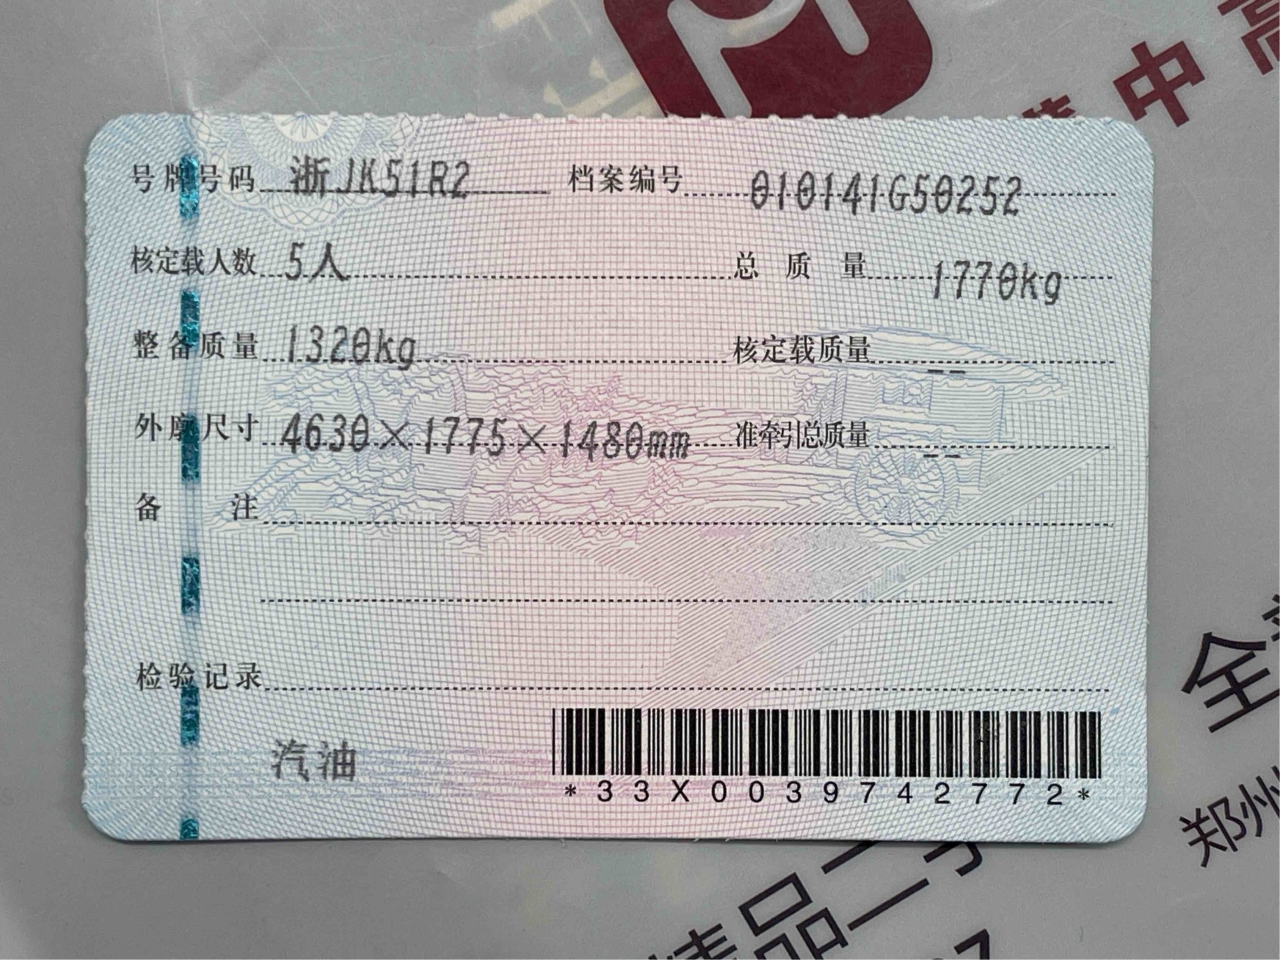 中高
号牌号码 浙JK51R2 档案编号 010141G50252
核定载人数 5人 总质量 1770kg
整备质量 1320kg 核定载质量 --
外廓尺寸 4630×1775×1480mm 准牵引总质量 --
备注
检验记录
汽油
*33X0039742772*
全
郑州
精品二手